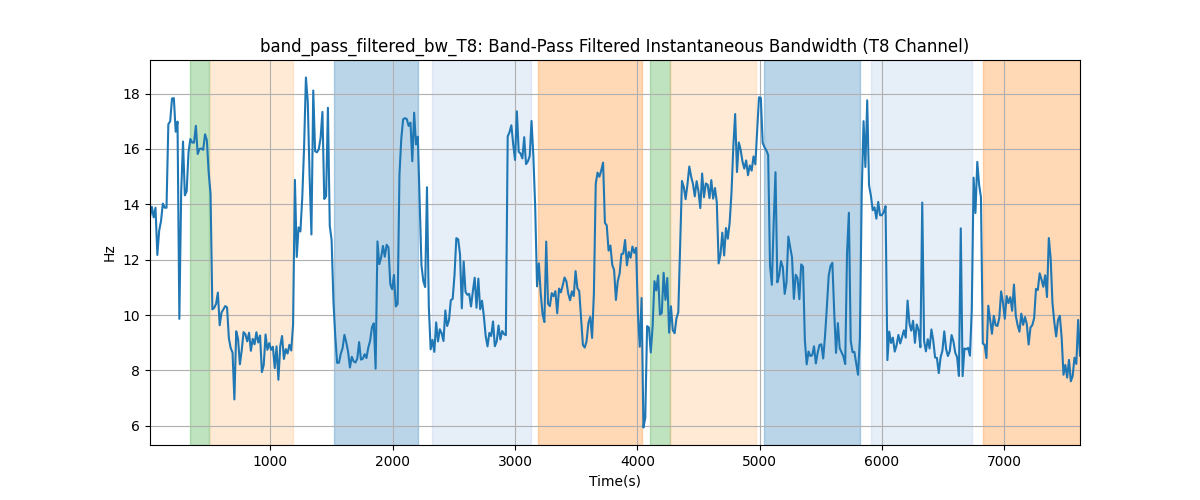 band_pass_filtered_bw_T8: Band-Pass Filtered Instantaneous Bandwidth (T8 Channel)
18
16
14
12
10
8
6
Hz
1000 2000 3000 4000 5000 6000 7000
Time(s)